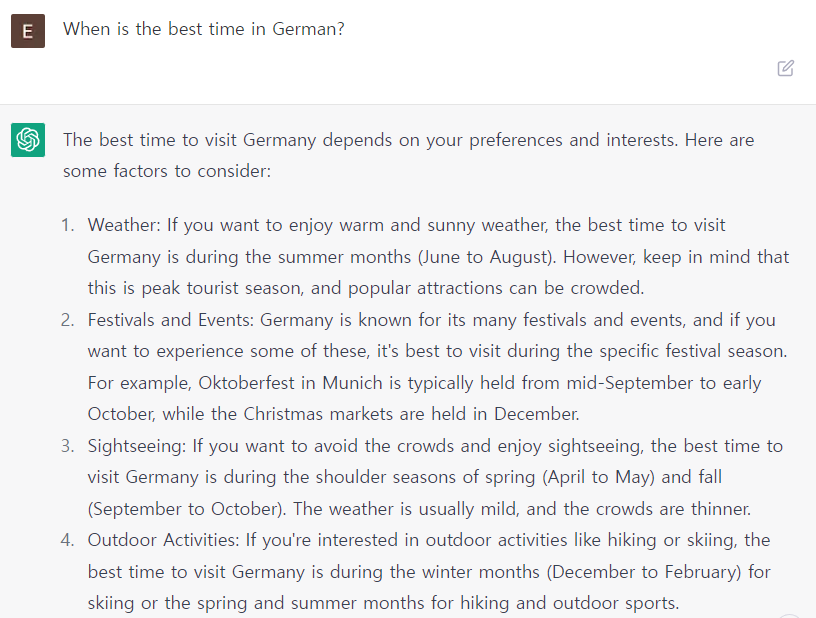 E
When is the best time in German?
The best time to visit Germany depends on your preferences and interests. Here are
some factors to consider:
1. Weather: If you want to enjoy warm and sunny weather, the best time to visit
Germany is during the summer months (June to August). However, keep in mind that
this is peak tourist season, and popular attractions can be crowded.
2. Festivals and Events: Germany is known for its many festivals and events, and if you
want to experience some of these, it's best to visit during the specific festival season.
For example, Oktoberfest in Munich is typically held from mid-September to early
October, while the Christmas markets are held in December.
3. Sightseeing: If you want to avoid the crowds and enjoy sightseeing, the best time to
visit Germany is during the shoulder seasons of spring (April to May) and fall
(September to October). The weather is usually mild, and the crowds are thinner.
4. Outdoor Activities: If you're interested in outdoor activities like hiking or skiing, the
best time to visit Germany is during the winter months (December to February) for
skiing or the spring and summer months for hiking and outdoor sports.